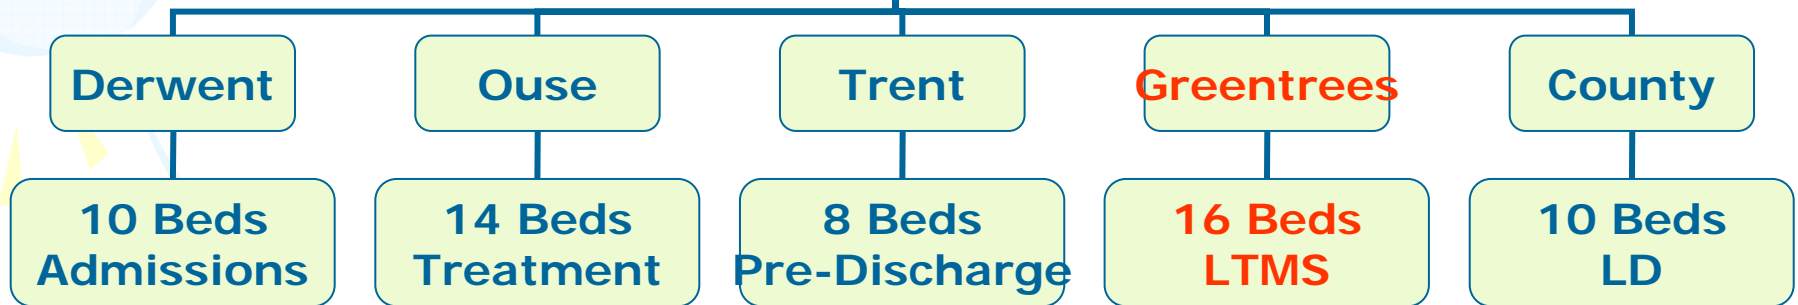 Derwent
Ouse
Trent
Greentrees
County
10 Beds
Admissions
14 Beds
Treatment
8 Beds
Pre-Discharge
16 Beds
LTMS
10 Beds
LD